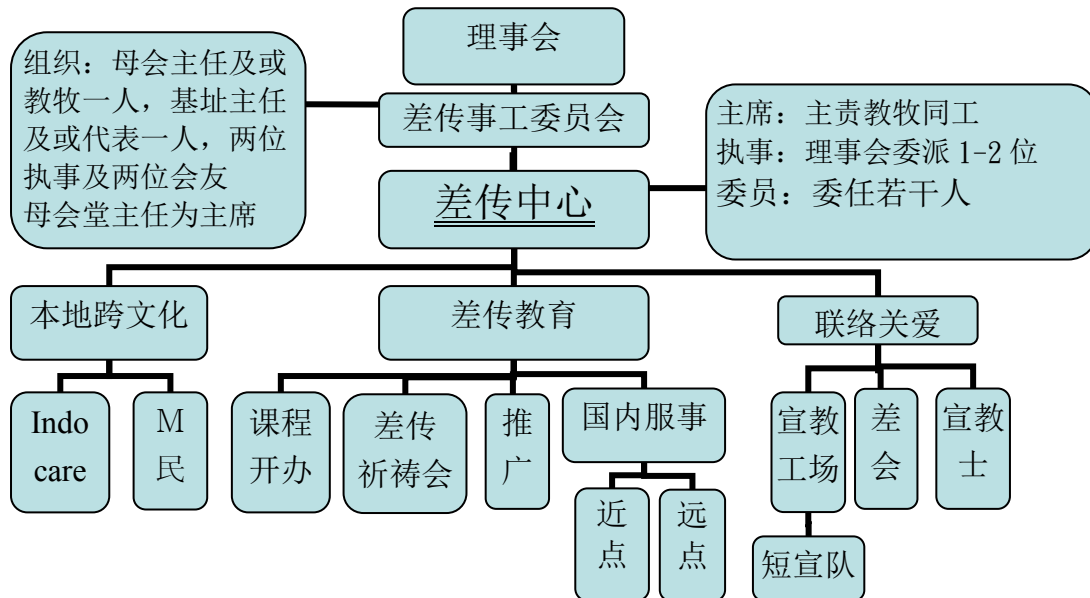 理事会
组织：母会主任及或
教牧一人，基址主任
及或代表一人，两位
执事及两位会友
母会堂主任为主席
差传事工委员会
主席：主责教牧同工
执事：理事会委派 1-2 位
委员：委任若干人
差传中心
本地跨文化
差传教育
联络关爱
Indo
care
M
民
课程
开办
差传
祈祷会
推
广
国内服事
宣教
工场
差
会
宣教
士
近
点
远
点
短宣队